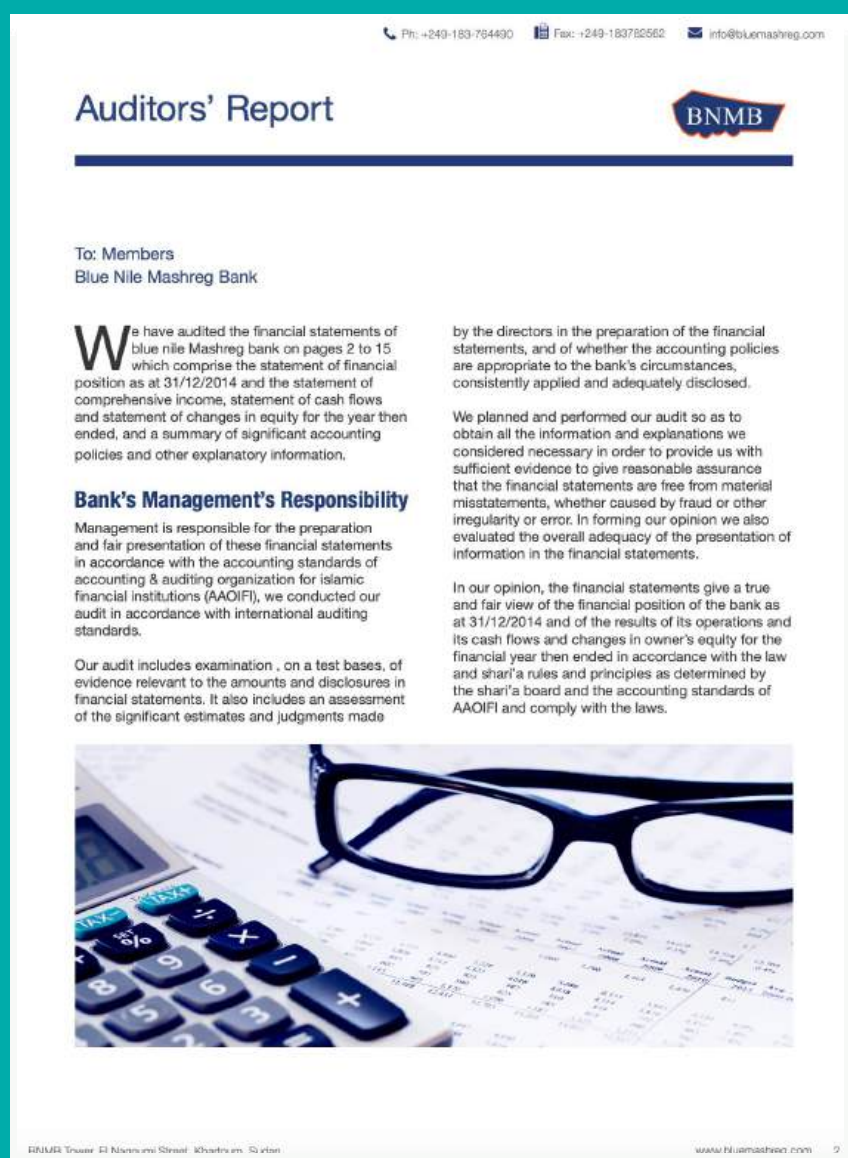 Ph: +249-183-764490 Fax: +249-183782562 info@bluemashreg.com
Auditors' Report
BNMB
To: Members
Blue Nile Mashreg Bank
We have audited the financial statements of
blue nile Mashreg bank on pages 2 to 15
which comprise the statement of financial
position as at 31/12/2014 and the statement of
comprehensive income, statement of cash flows
and statement of changes in equity for the year then
ended, and a summary of significant accounting
policies and other explanatory information.
Bank's Management's Responsibility
Management is responsible for the preparation
and fair presentation of these financial statements
in accordance with the accounting standards of
accounting & auditing organization for islamic
financial institutions (AAOIFI), we conducted our
audit in accordance with international auditing
standards.
Our audit includes examination , on a test bases, of
evidence relevant to the amounts and disclosures in
financial statements. It also includes an assessment
of the significant estimates and judgments made
by the directors in the preparation of the financial
statements, and of whether the accounting policies
are appropriate to the bank's circumstances,
consistently applied and adequately disclosed.
We planned and performed our audit so as to
obtain all the information and explanations we
considered necessary in order to provide us with
sufficient evidence to give reasonable assurance
that the financial statements are free from material
misstatements, whether caused by fraud or other
irregularity or error. In forming our opinion we also
evaluated the overall adequacy of the presentation of
information in the financial statements.
In our opinion, the financial statements give a true
and fair view of the financial position of the bank as
at 31/12/2014 and of the results of its operations and
its cash flows and changes in owner's equity for the
financial year then ended in accordance with the law
and shari'a rules and principles as determined by
the shari'a board and the accounting standards of
AAOIFI and comply with the laws.
TAX- TAX+
SET
%
8 9 6 3
BNMB Tower, El Nagoumi Street, Khartoum, Sudan
www.bluemashreg.com 2